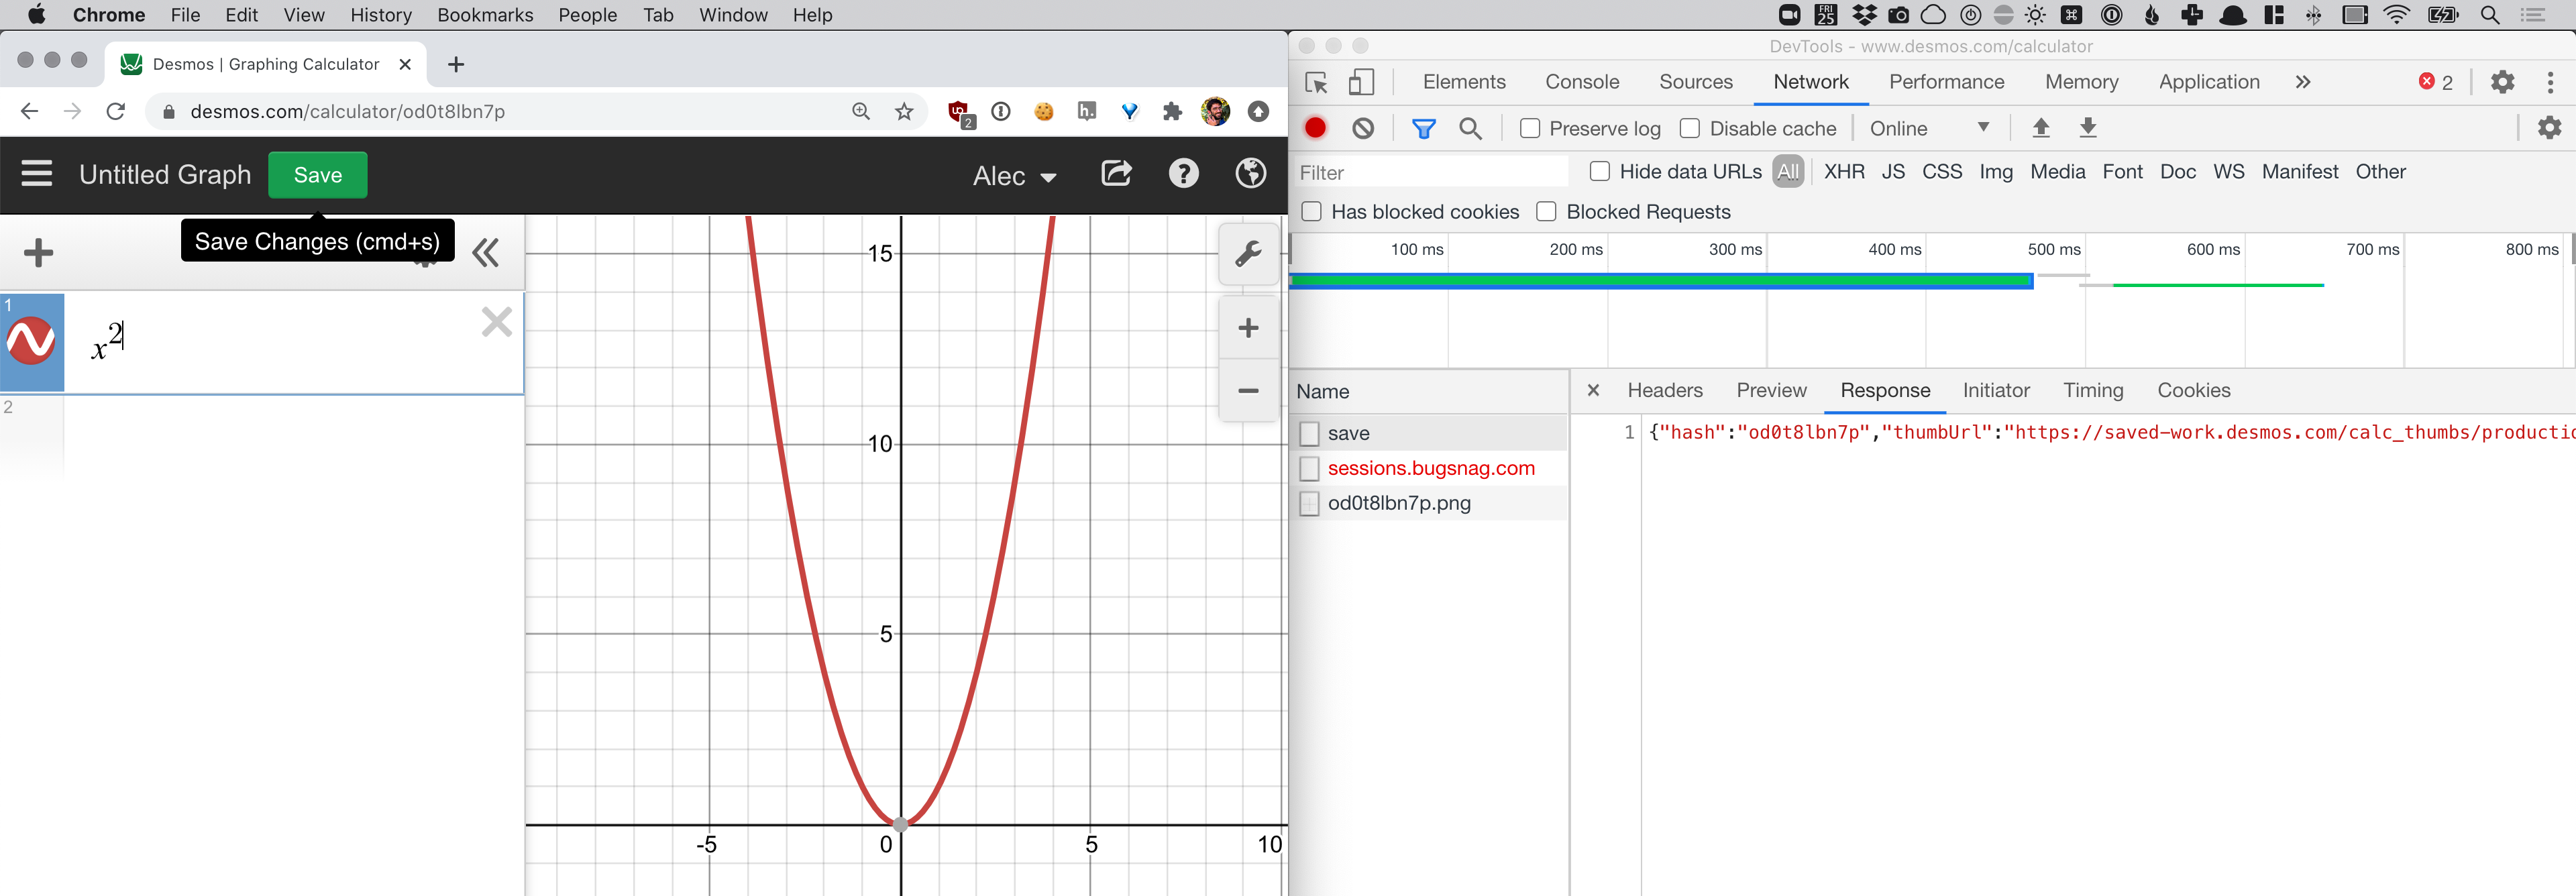 Chrome File Edit View History Bookmarks People Tab Window Help
FRI
25
Desmos | Graphing Calculator
desmos.com/calculator/od0t8lbn7p
2
Untitled Graph Save Alec
Save Changes (cmd+s)
1
x²
2
15
10
5
-5 0 5 10
DevTools - www.desmos.com/calculator
Elements Console Sources Network Performance Memory Application » 2
Preserve log Disable cache Online
Filter Hide data URLs All XHR JS CSS Img Media Font Doc WS Manifest Other
Has blocked cookies Blocked Requests
100 ms 200 ms 300 ms 400 ms 500 ms 600 ms 700 ms 800 ms
Name Headers Preview Response Initiator Timing Cookies
save
sessions.bugsnag.com
od0t8lbn7p.png
1 {"hash":"od0t8lbn7p","thumbUrl":"https://saved-work.desmos.com/calc_thumbs/productio